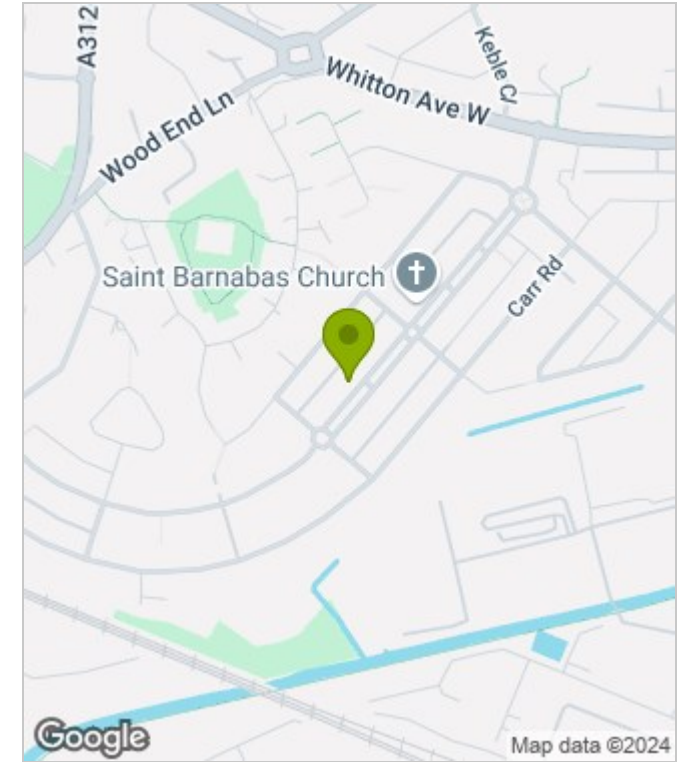 A312
Wood End Ln
Whitton Ave W
Keble Cl
Saint Barnabas Church
Carr Rd
Google
Map data ©2024